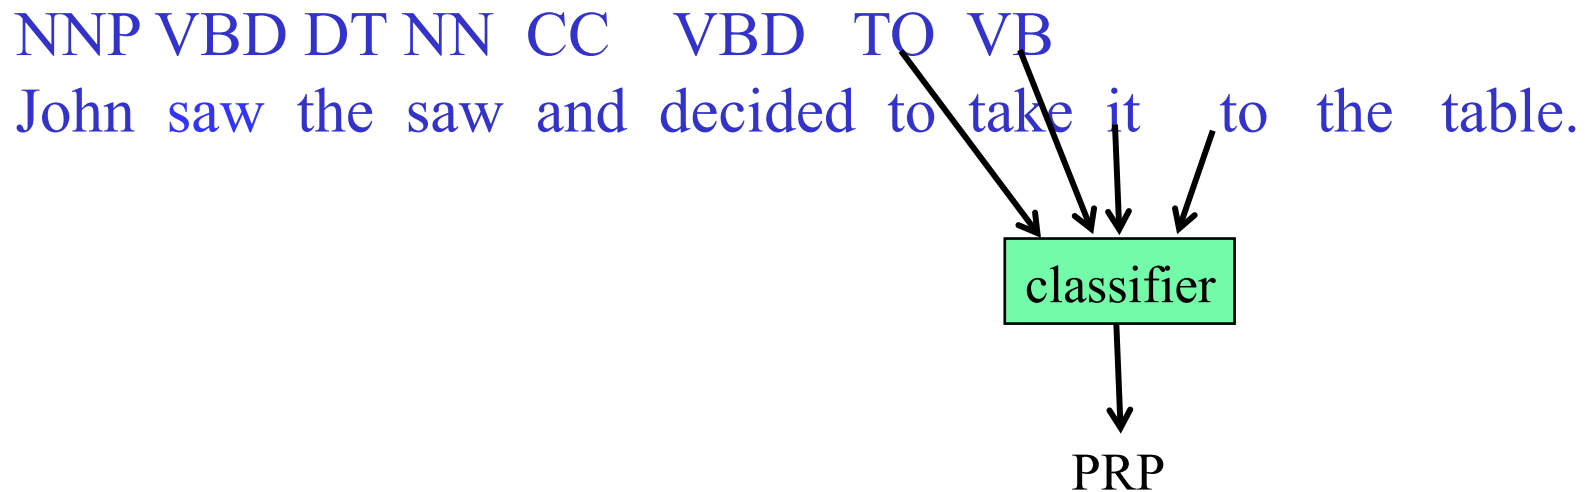 NNP VBD DT NN CC VBD TO VB
John saw the saw and decided to take it to the table.
classifier
PRP